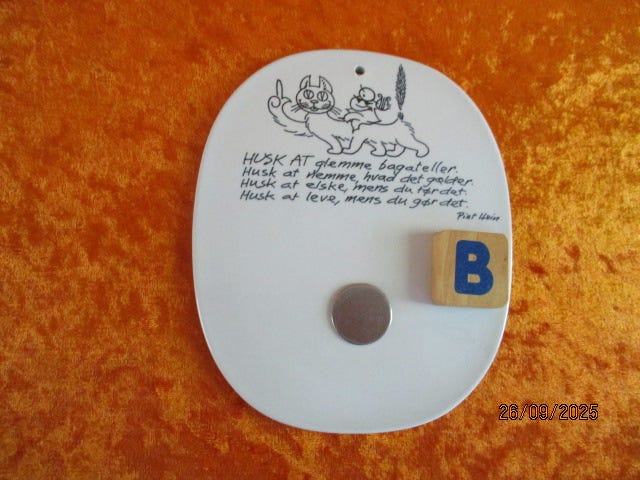 HUSK AT glemme bagateller.
Husk at nemme, hvad det gælder.
Husk at elske, mens du tør det.
Husk at leve, mens du gør det.
Piet Hein
B
26/09/2025